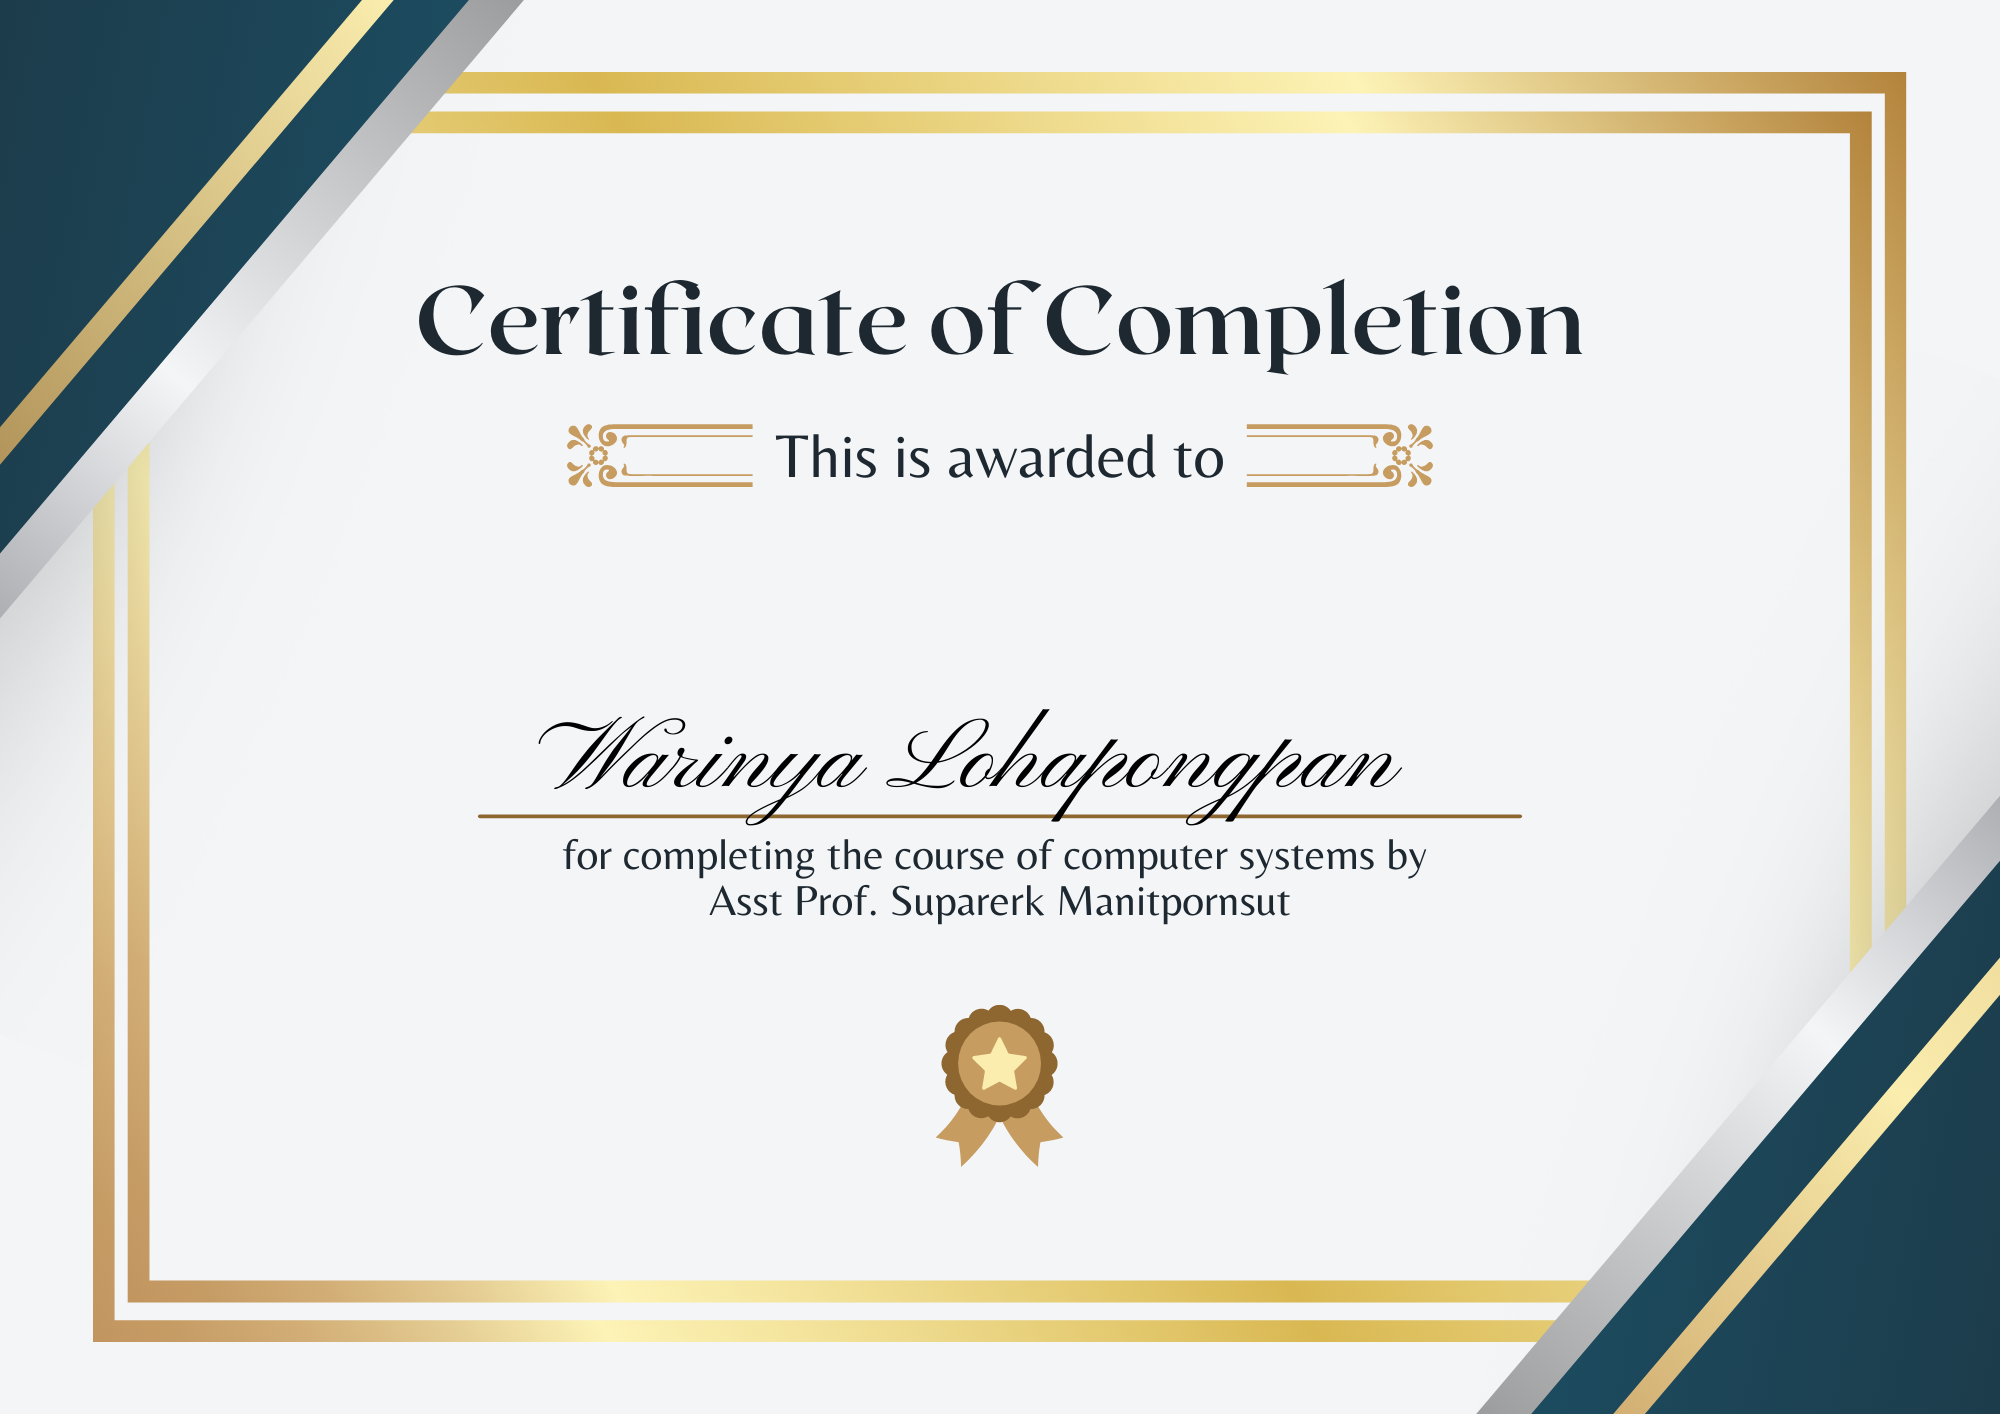 Certificate of Completion
This is awarded to
Warinya Lohapongpan
for completing the course of computer systems by
Asst Prof. Suparerk Manitpornsut